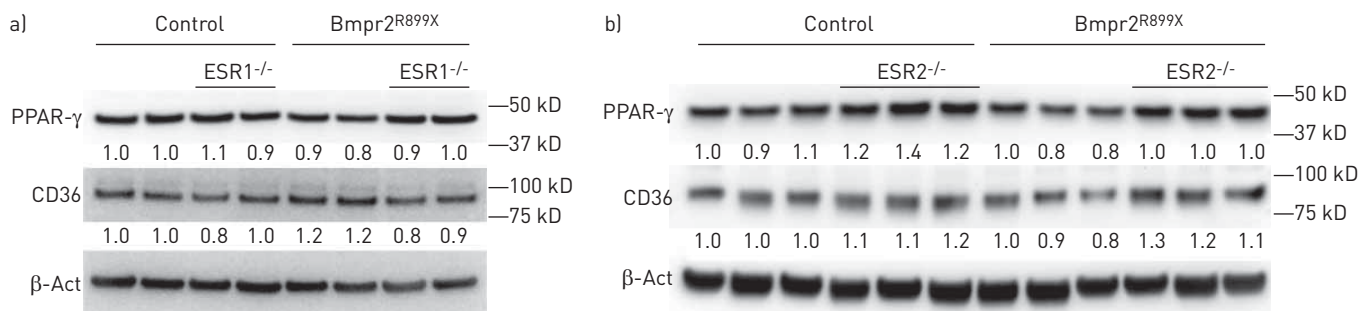 a)
Control Bmpr2R899X
ESR1-/- ESR1-/-
PPAR-γ
50 kD
37 kD
1.0 1.0 1.1 0.9 0.9 0.8 0.9 1.0
CD36
100 kD
75 kD
1.0 1.0 0.8 1.0 1.2 1.2 0.8 0.9
β-Act
b)
Control Bmpr2R899X
ESR2-/- ESR2-/-
PPAR-γ
50 kD
37 kD
1.0 0.9 1.1 1.2 1.4 1.2 1.0 0.8 0.8 1.0 1.0 1.0
CD36
100 kD
75 kD
1.0 1.0 1.0 1.1 1.1 1.2 1.0 0.9 0.8 1.3 1.2 1.1
β-Act